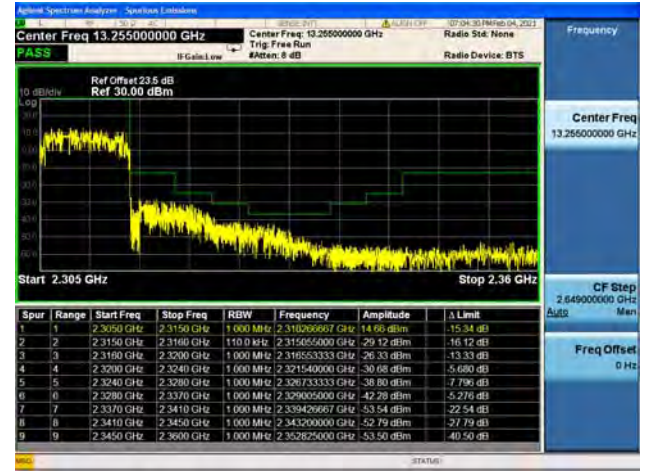 Agilent Spectrum Analyzer - Spurious Emissions
Center Freq 13.255000000 GHz
PASS
IFGain:Low
SENSE:INT
ALIGN OFF
Center Freq: 13.255000000 GHz
Trig: Free Run
#Atten: 8 dB
07:04:30 PM Feb 04, 2021
Radio Std: None
Radio Device: BTS
Ref Offset 23.5 dB
Ref 30.00 dBm
10 dB/div
Log
Start 2.305 GHz
Stop 2.36 GHz
Spur Range Start Freq Stop Freq RBW Frequency Amplitude Δ Limit
1 1 2.3050 GHz 2.3150 GHz 1.000 MHz 14.66 dBm -15.34 dB
2 2 2.3150 GHz 2.3160 GHz 110.0 kHz 2.315055000 GHz -29.12 dBm -16.12 dB
3 3 2.3160 GHz 2.3200 GHz 1.000 MHz 2.316553333 GHz -26.33 dBm -13.33 dB
4 4 2.3200 GHz 2.3240 GHz 1.000 MHz 2.321540000 GHz -30.68 dBm -5.680 dB
5 5 2.3240 GHz 2.3280 GHz 1.000 MHz 2.326733333 GHz -38.80 dBm -7.796 dB
6 6 2.3280 GHz 2.3370 GHz 1.000 MHz 2.329005000 GHz -42.28 dBm -5.276 dB
7 7 2.3370 GHz 2.3410 GHz 1.000 MHz 2.339426667 GHz -53.54 dBm -22.54 dB
8 8 2.3410 GHz 2.3450 GHz 1.000 MHz 2.343200000 GHz -52.79 dBm -27.79 dB
9 9 2.3450 GHz 2.3600 GHz 1.000 MHz 2.352825000 GHz -53.50 dBm -40.50 dB
MSG
STATUS
Frequency
Center Freq
13.255000000 GHz
CF Step
2.649000000 GHz
Auto Man
Freq Offset
0 Hz